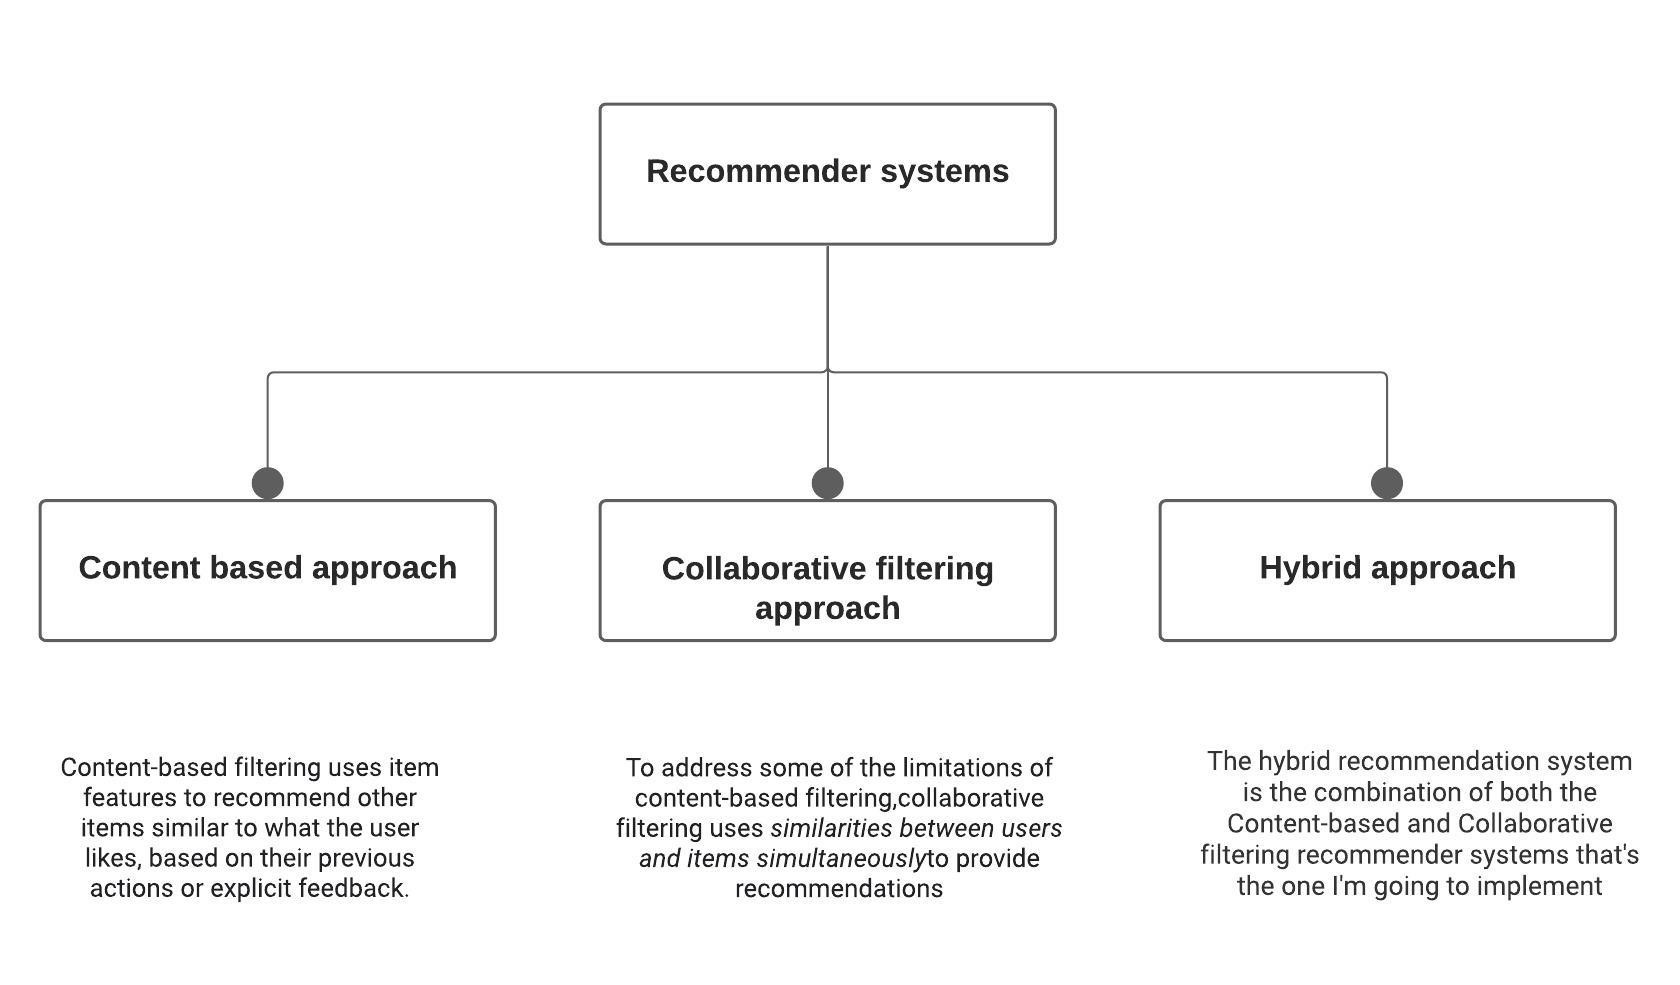 Recommender systems
Content based approach
Collaborative filtering
approach
Hybrid approach
Content-based filtering uses item
features to recommend other
items similar to what the user
likes, based on their previous
actions or explicit feedback.
To address some of the limitations of
content-based filtering,collaborative
filtering uses similarities between users
and items simultaneouslyto provide
recommendations
The hybrid recommendation system
is the combination of both the
Content-based and Collaborative
filtering recommender systems that's
the one I'm going to implement